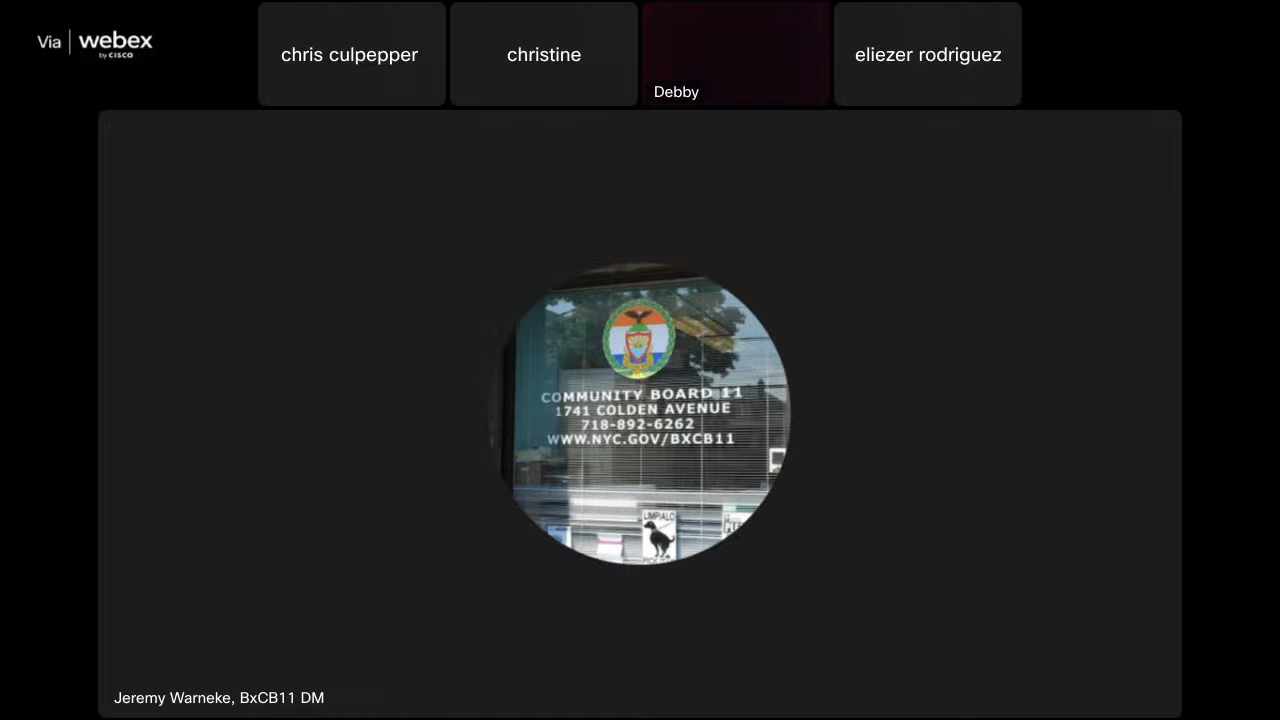 Via | webex
by CISCO
chris culpepper
christine
Debby
eliezer rodriguez
COMMUNITY BOARD 11
1741 COLDEN AVENUE
718-892-6262
WWW.NYC.GOV/BXCB11
LIMPIALO
Jeremy Warneke, BxCB11 DM